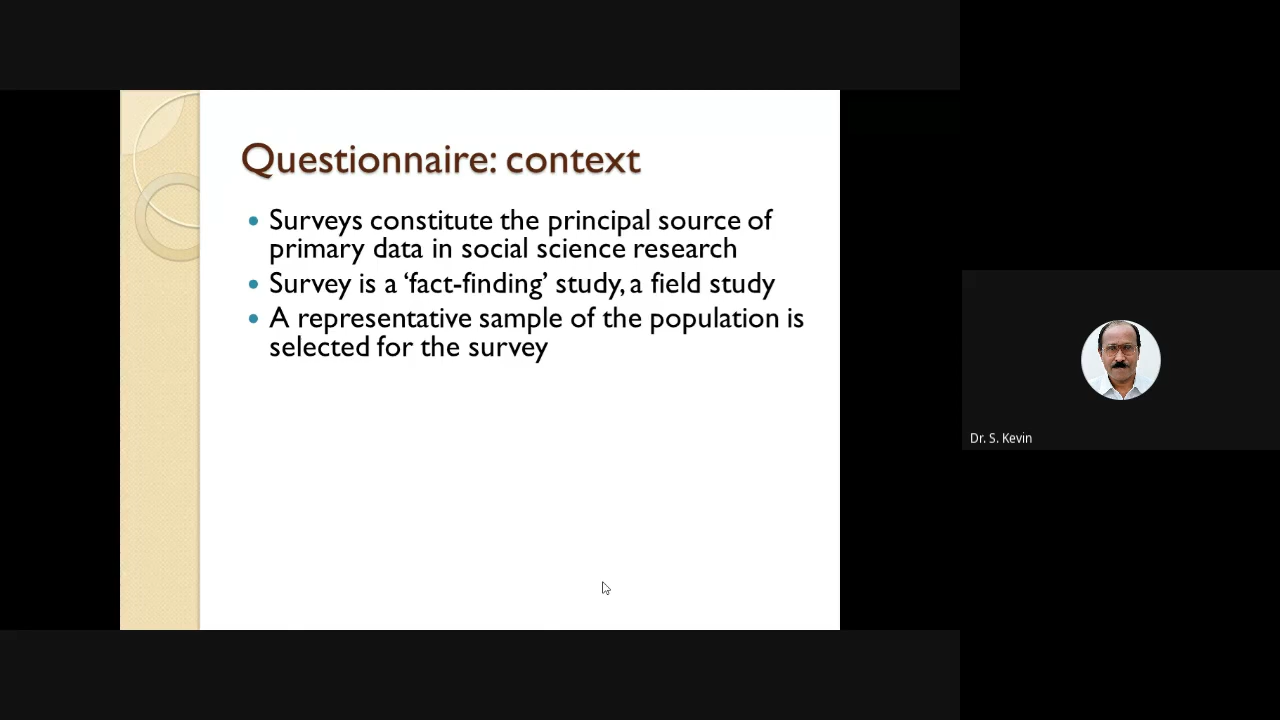 Questionnaire: context
• Surveys constitute the principal source of
primary data in social science research
• Survey is a ‘fact-finding’ study, a field study
• A representative sample of the population is
selected for the survey
Dr. S. Kevin